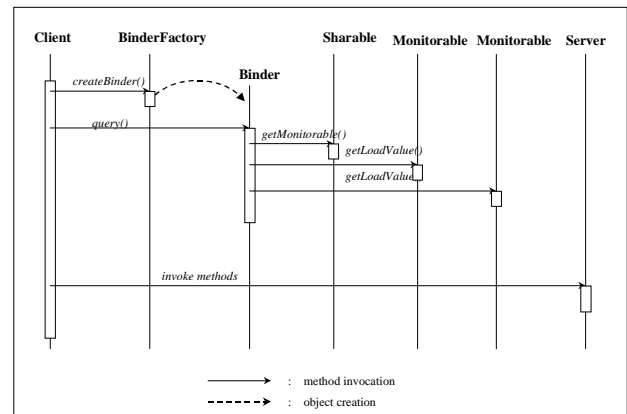 Client BinderFactory Sharable Monitorable Monitorable Server
Binder
createBinder()
query()
getMonitorable()
getLoadValue()
getLoadValue
invoke methods
: method invocation
: object creation